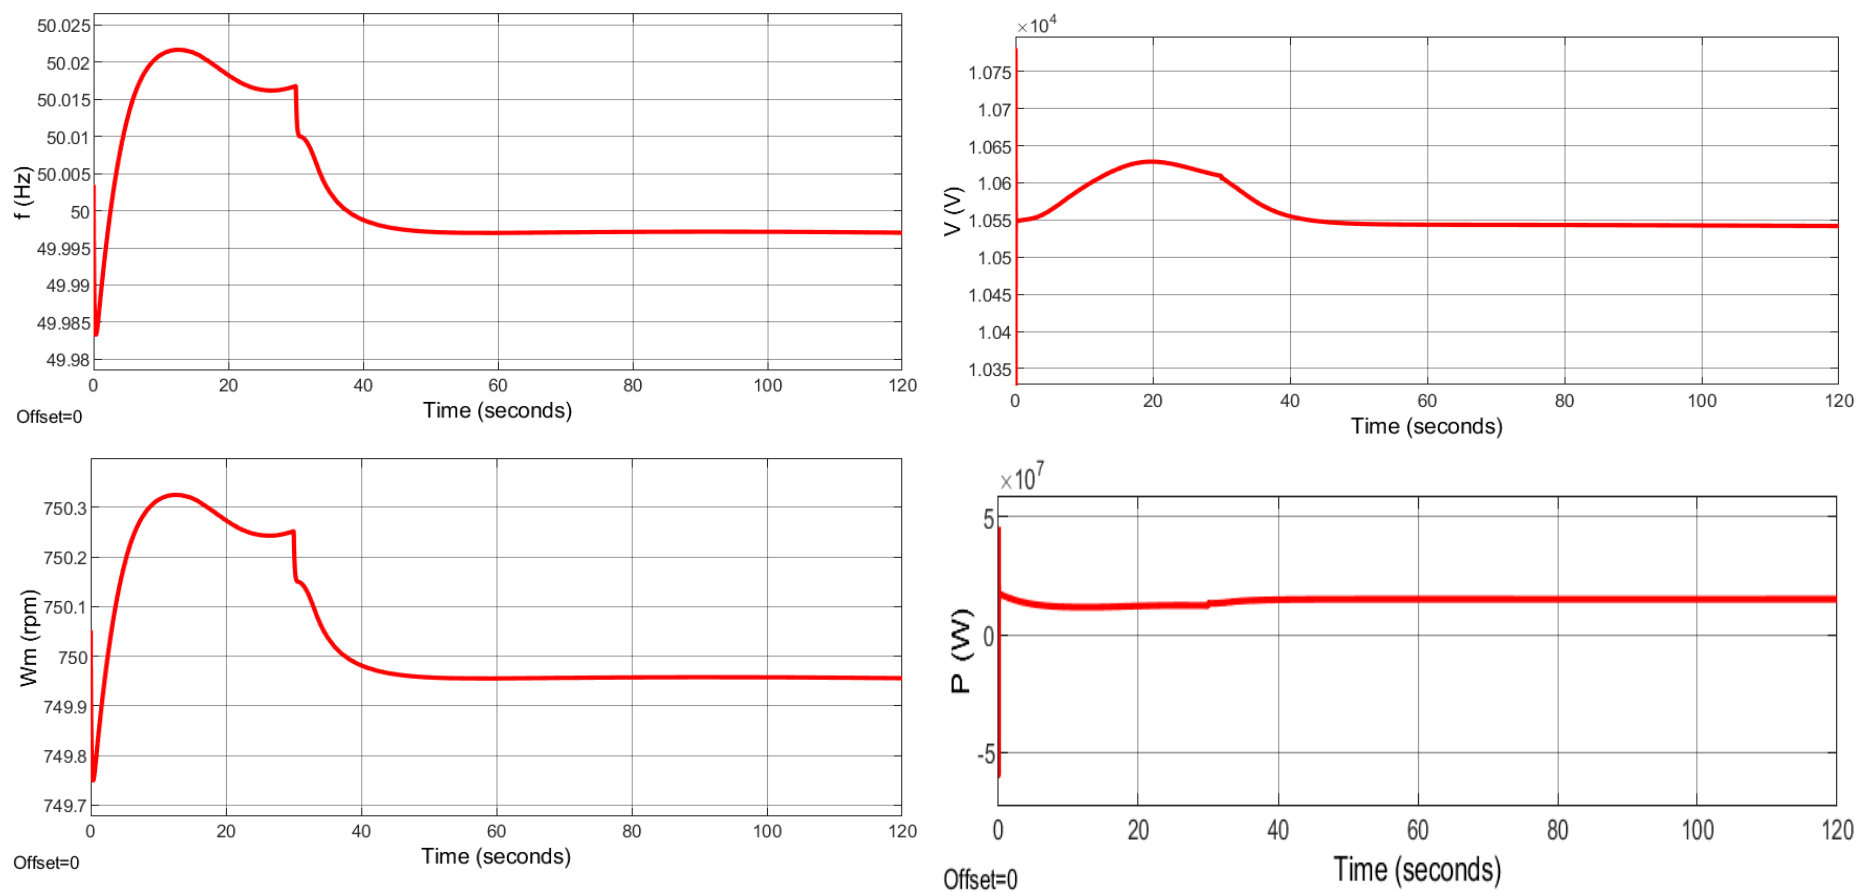 50.025
50.02
50.015
50.01
50.005
50
49.995
49.99
49.985
49.98
f (Hz)
0 20 40 60 80 100 120
Time (seconds)
Offset=0
×10⁴
1.075
1.07
1.065
1.06
1.055
1.05
1.045
1.04
1.035
V (V)
0 20 40 60 80 100 120
Time (seconds)
750.3
750.2
750.1
750
749.9
749.8
749.7
Wm (rpm)
0 20 40 60 80 100 120
Time (seconds)
Offset=0
×10⁷
5
0
-5
P (W)
0 20 40 60 80 100 120
Time (seconds)
Offset=0